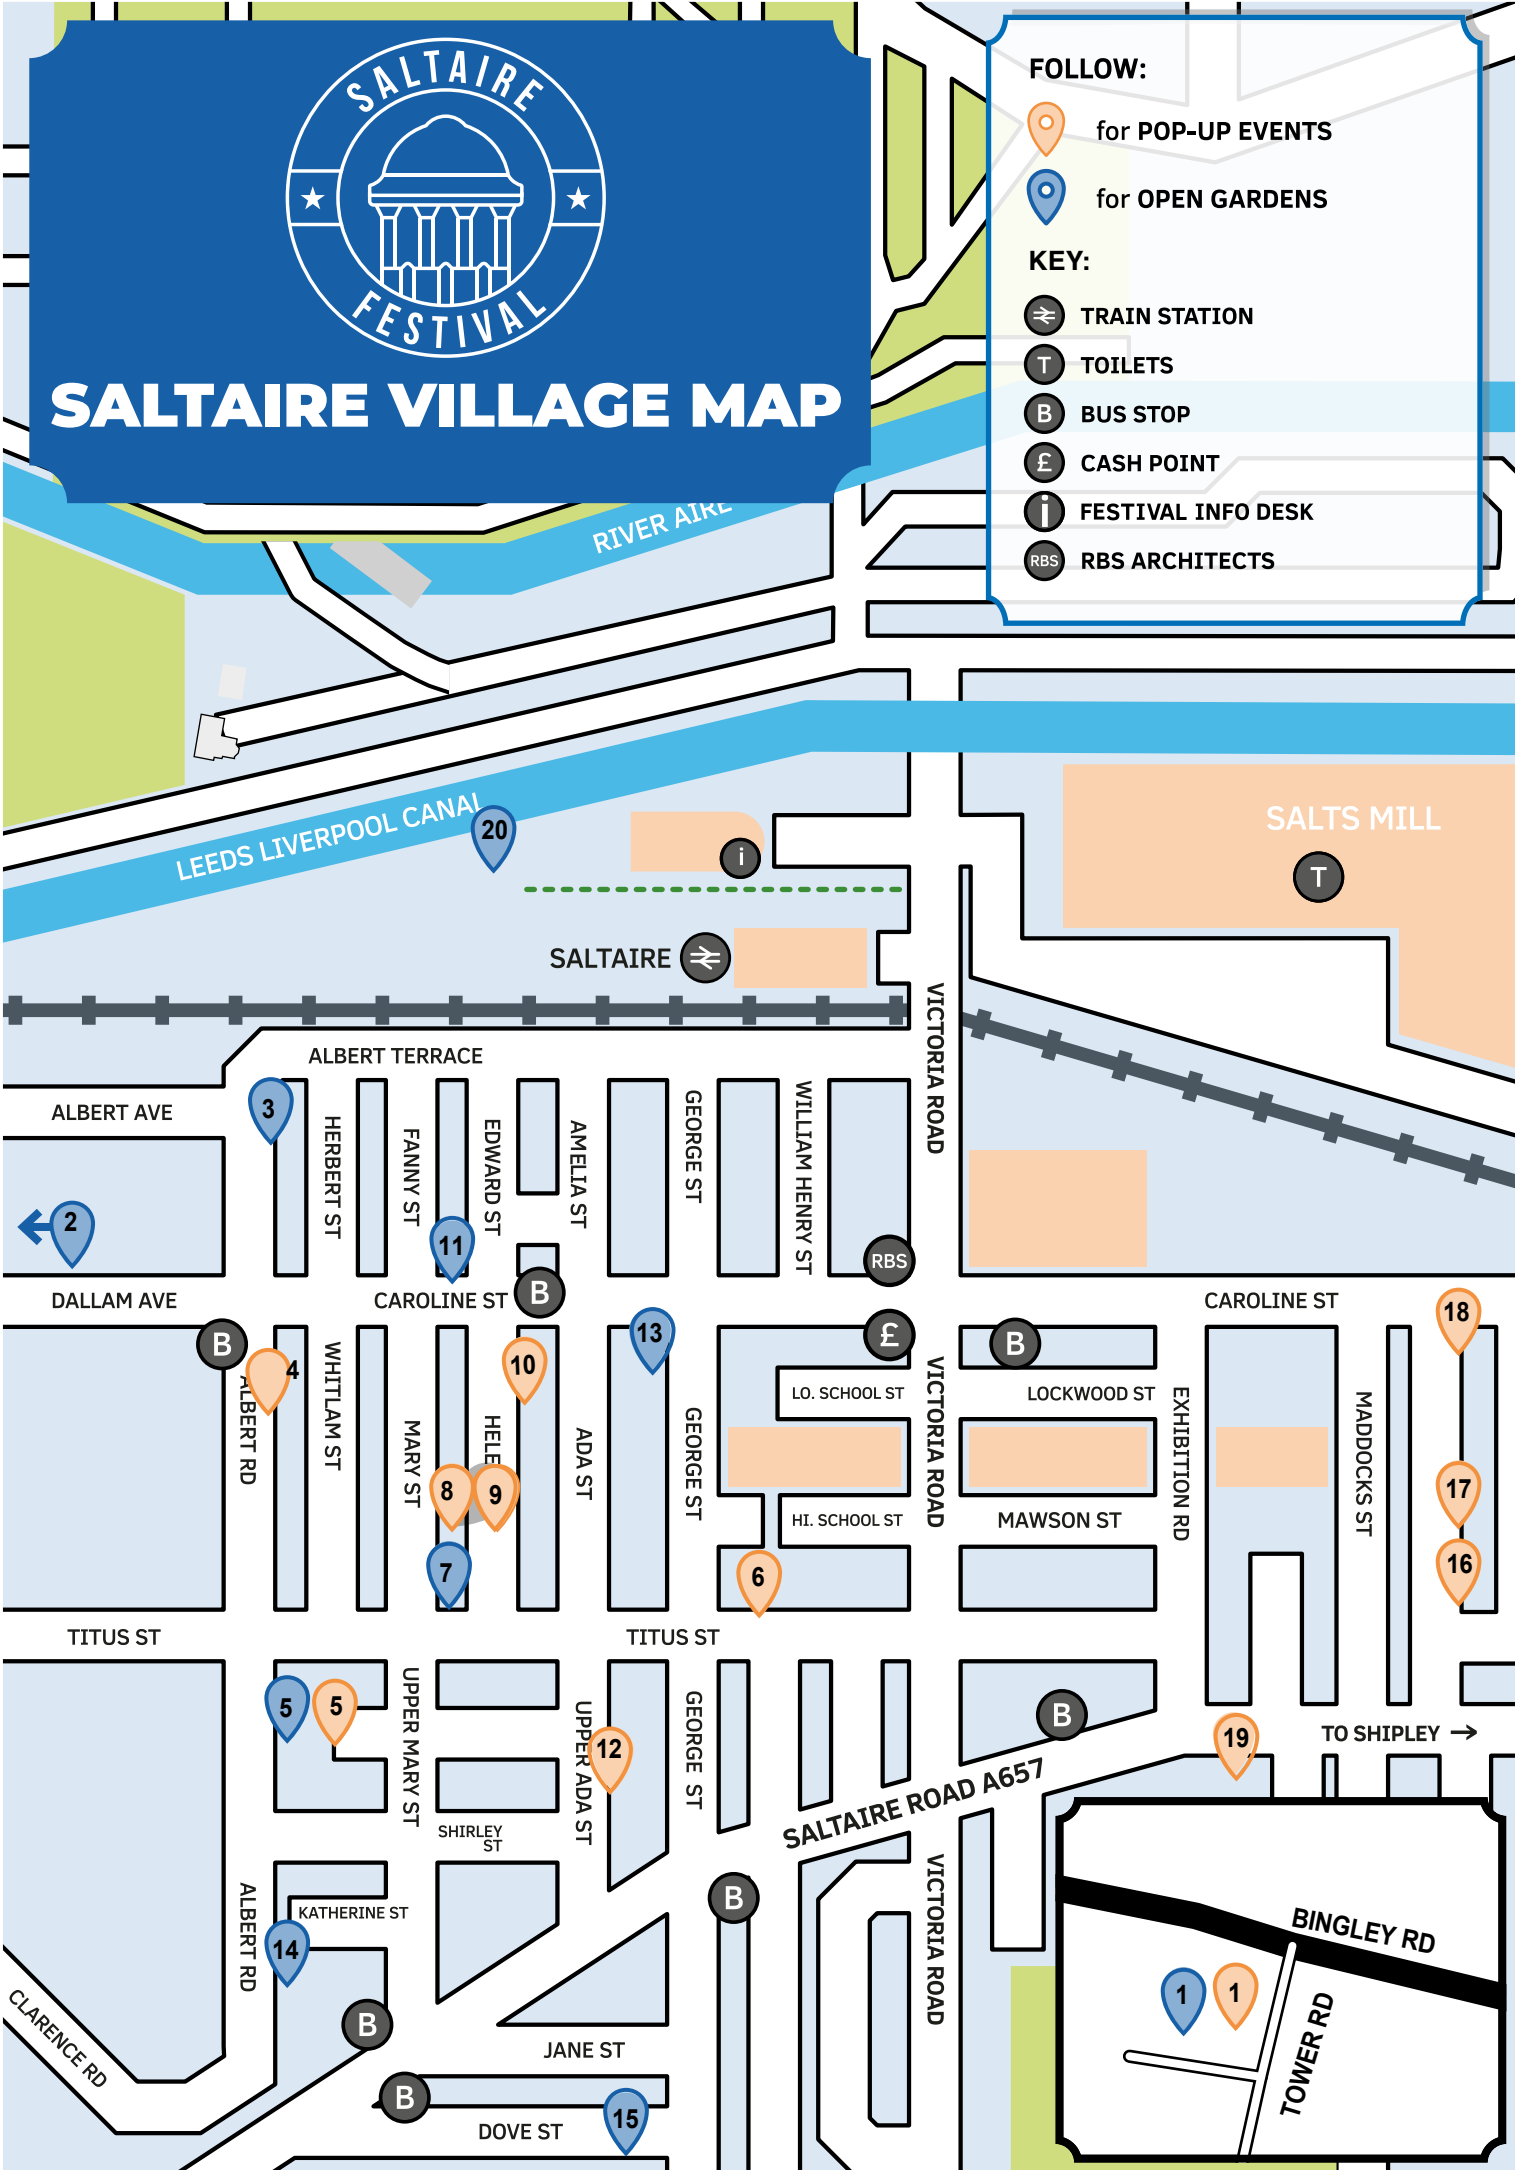 SALTAIRE
FESTIVAL
SALTAIRE VILLAGE MAP
FOLLOW:
for POP-UP EVENTS
for OPEN GARDENS
KEY:
TRAIN STATION
T TOILETS
B BUS STOP
£ CASH POINT
i FESTIVAL INFO DESK
RBS RBS ARCHITECTS
RIVER AIRE
LEEDS LIVERPOOL CANAL
20
i
SALTS MILL
T
SALTAIRE
VICTORIA ROAD
ALBERT TERRACE
ALBERT AVE
3
HERBERT ST
FANNY ST
EDWARD ST
AMELIA ST
GEORGE ST
WILLIAM HENRY ST
2
11
RBS
B
DALLAM AVE
CAROLINE ST
CAROLINE ST
18
B
4
ALBERT RD
WHITLAM ST
MARY ST
HELE
10
ADA ST
13
GEORGE ST
£
B
LO. SCHOOL ST
VICTORIA ROAD
LOCKWOOD ST
EXHIBITION RD
MADDOCKS ST
8
9
17
HI. SCHOOL ST
MAWSON ST
7
6
16
TITUS ST
TITUS ST
5
5
UPPER MARY ST
UPPER ADA ST
12
GEORGE ST
B
19
TO SHIPLEY
SALTAIRE ROAD A657
SHIRLEY
ST
B
VICTORIA ROAD
ALBERT RD
KATHERINE ST
14
CLARENCE RD
B
JANE ST
B
DOVE ST
15
BINGLEY RD
1
1
TOWER RD